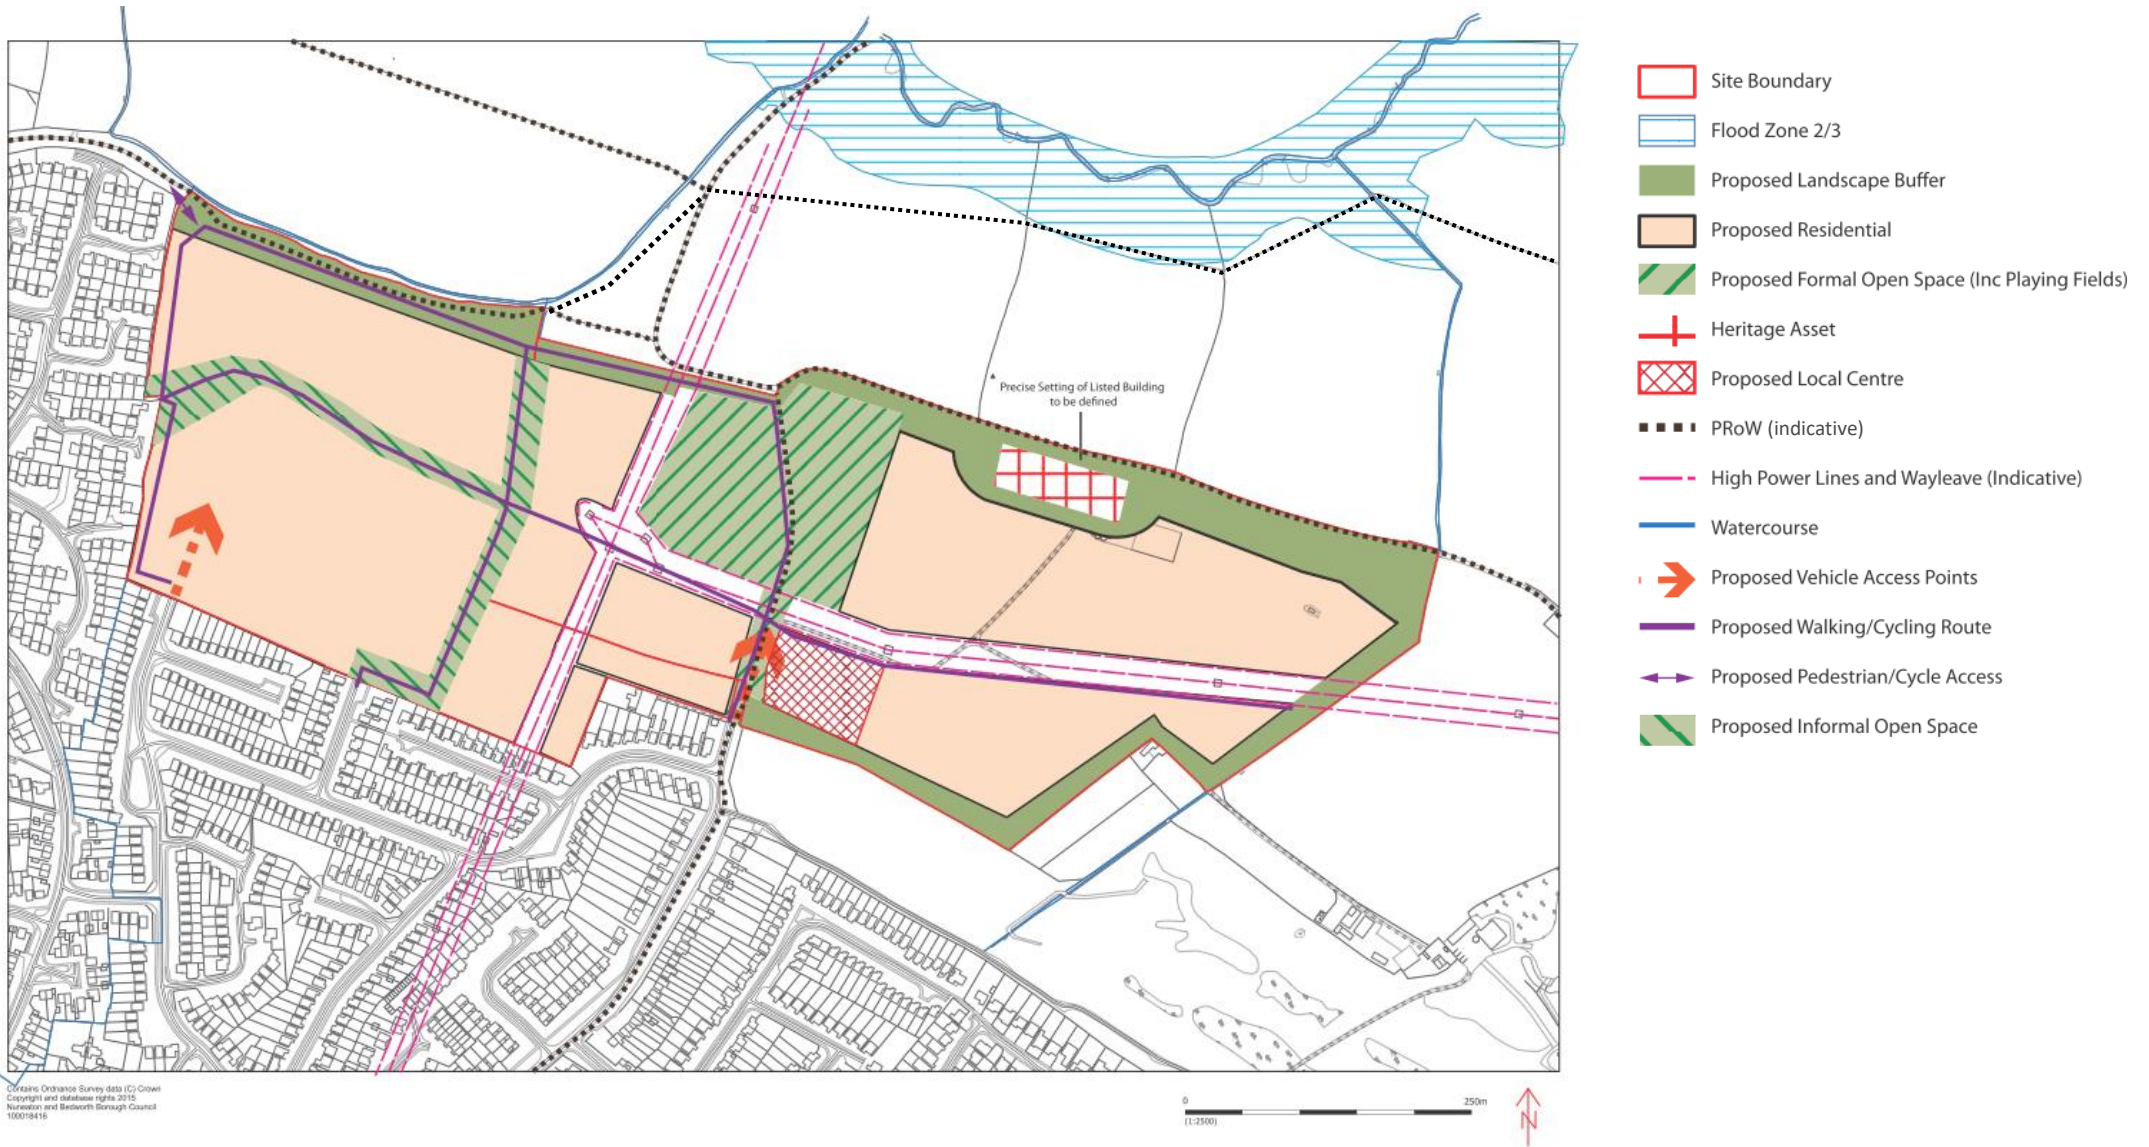 Site Boundary
Flood Zone 2/3
Proposed Landscape Buffer
Proposed Residential
Proposed Formal Open Space (Inc Playing Fields)
Heritage Asset
Proposed Local Centre
PRoW (indicative)
High Power Lines and Wayleave (Indicative)
Watercourse
Proposed Vehicle Access Points
Proposed Walking/Cycling Route
Proposed Pedestrian/Cycle Access
Proposed Informal Open Space
Precise Setting of Listed Building
to be defined
Contains Ordnance Survey data (C) Crown
Copyright and database rights 2015
Nuneaton and Bedworth Borough Council
100018416
0 250m
(1:2500)
N